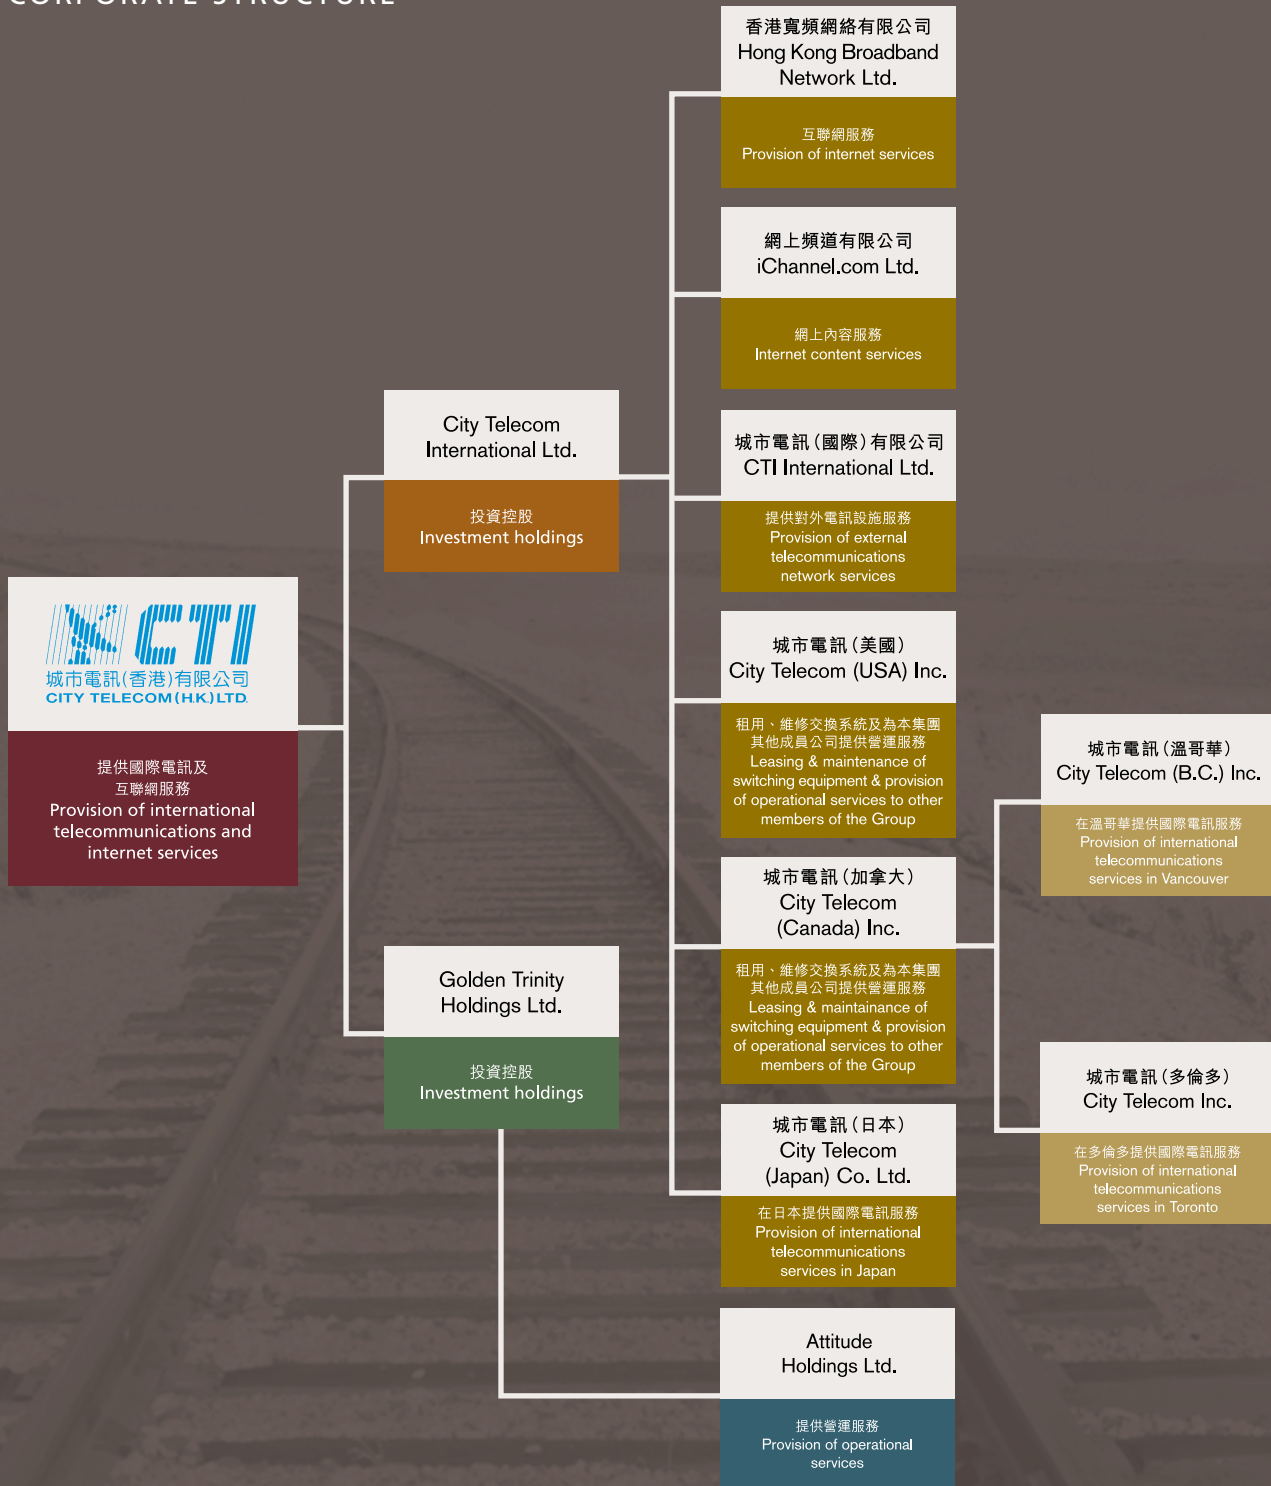 CORPORATE STRUCTURE
香港寬頻網絡有限公司
Hong Kong Broadband
Network Ltd.
互聯網服務
Provision of internet services
網上頻道有限公司
iChannel.com Ltd.
網上內容服務
Internet content services
City Telecom
International Ltd.
投資控股
Investment holdings
城市電訊(國際)有限公司
CTI International Ltd.
提供對外電訊設施服務
Provision of external
telecommunications
network services
CTI
城市電訊(香港)有限公司
CITY TELECOM (H.K.) LTD.
提供國際電訊及
互聯網服務
Provision of international
telecommunications and
internet services
城市電訊(美國)
City Telecom (USA) Inc.
租用、維修交換系統及為本集團
其他成員公司提供營運服務
Leasing & maintenance of
switching equipment & provision
of operational services to other
members of the Group
城市電訊(溫哥華)
City Telecom (B.C.) Inc.
在溫哥華提供國際電訊服務
Provision of international
telecommunications
services in Vancouver
城市電訊(加拿大)
City Telecom
(Canada) Inc.
租用、維修交換系統及為本集團
其他成員公司提供營運服務
Leasing & maintainance of
switching equipment & provision
of operational services to other
members of the Group
Golden Trinity
Holdings Ltd.
投資控股
Investment holdings
城市電訊(多倫多)
City Telecom Inc.
在多倫多提供國際電訊服務
Provision of international
telecommunications
services in Toronto
城市電訊(日本)
City Telecom
(Japan) Co. Ltd.
在日本提供國際電訊服務
Provision of international
telecommunications
services in Japan
Attitude
Holdings Ltd.
提供營運服務
Provision of operational
services